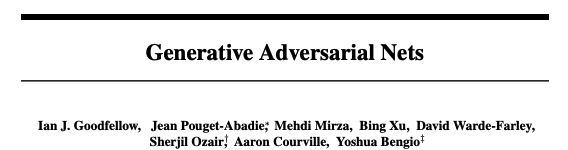 Generative Adversarial Nets
Ian J. Goodfellow, Jean Pouget-Abadie,* Mehdi Mirza, Bing Xu, David Warde-Farley,
Sherjil Ozair,† Aaron Courville, Yoshua Bengio‡